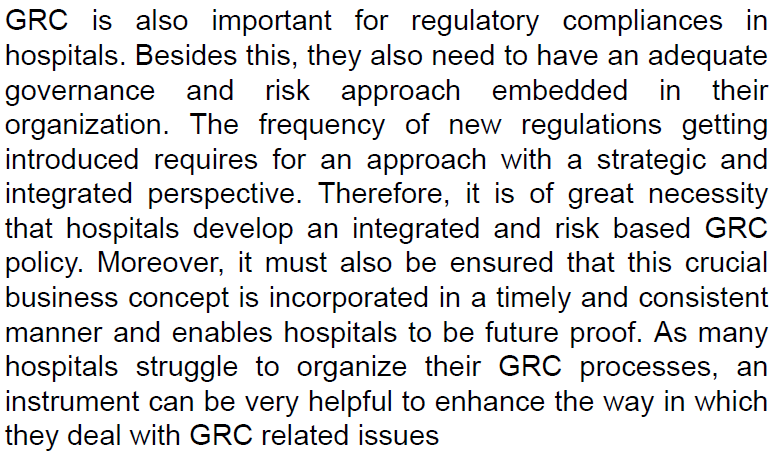 GRC is also important for regulatory compliances in
hospitals. Besides this, they also need to have an adequate
governance and risk approach embedded in their
organization. The frequency of new regulations getting
introduced requires for an approach with a strategic and
integrated perspective. Therefore, it is of great necessity
that hospitals develop an integrated and risk based GRC
policy. Moreover, it must also be ensured that this crucial
business concept is incorporated in a timely and consistent
manner and enables hospitals to be future proof. As many
hospitals struggle to organize their GRC processes, an
instrument can be very helpful to enhance the way in which
they deal with GRC related issues